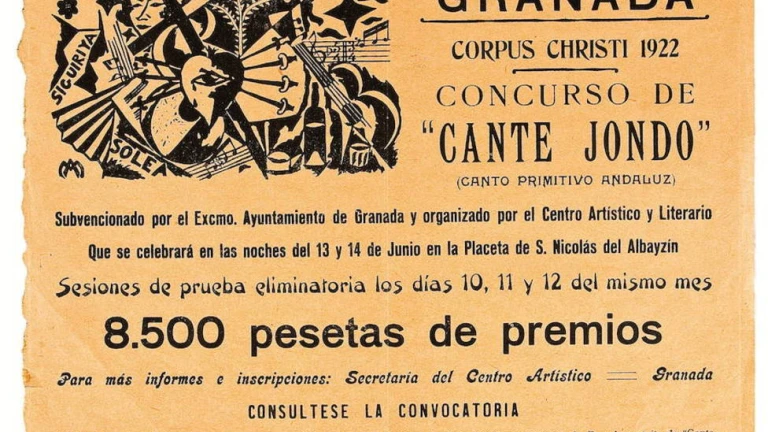 GRANADA
CORPUS CHRISTI 1922
CONCURSO DE
"CANTE JONDO"
(CANTO PRIMITIVO ANDALUZ)
SIGUIRIYA
SOLEA
Subvencionado por el Excmo. Ayuntamiento de Granada y organizado por el Centro Artístico y Literario
Que se celebrará en las noches del 13 y 14 de Junio en la Placeta de S. Nicolás del Albayzín
Sesiones de prueba eliminatoria los días 10, 11 y 12 del mismo mes
8.500 pesetas de premios
Para más informes e inscripciones: Secretaría del Centro Artístico == Granada
CONSULTESE LA CONVOCATORIA